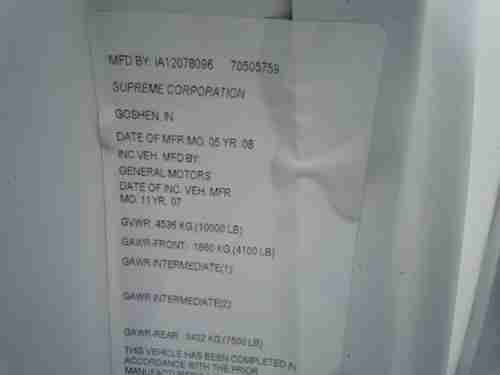 MFD BY: IA12078096 70505759
SUPREME CORPORATION
GOSHEN, IN
DATE OF MFR MO. 05 YR. 08
INC. VEH. MFD BY:
GENERAL MOTORS
DATE OF INC. VEH. MFR
MO. 11 YR. 07
GVWR: 4536 KG.(10000 LB)
GAWR-FRONT: 1860 KG.(4100 LB)
GAWR INTERMEDIATE(1)
GAWR INTERMEDIATE(2)
GAWR-REAR: 3402 KG.(7500 LB)
THIS VEHICLE HAS BEEN COMPLETED IN
ACCORDANCE WITH THE PRIOR